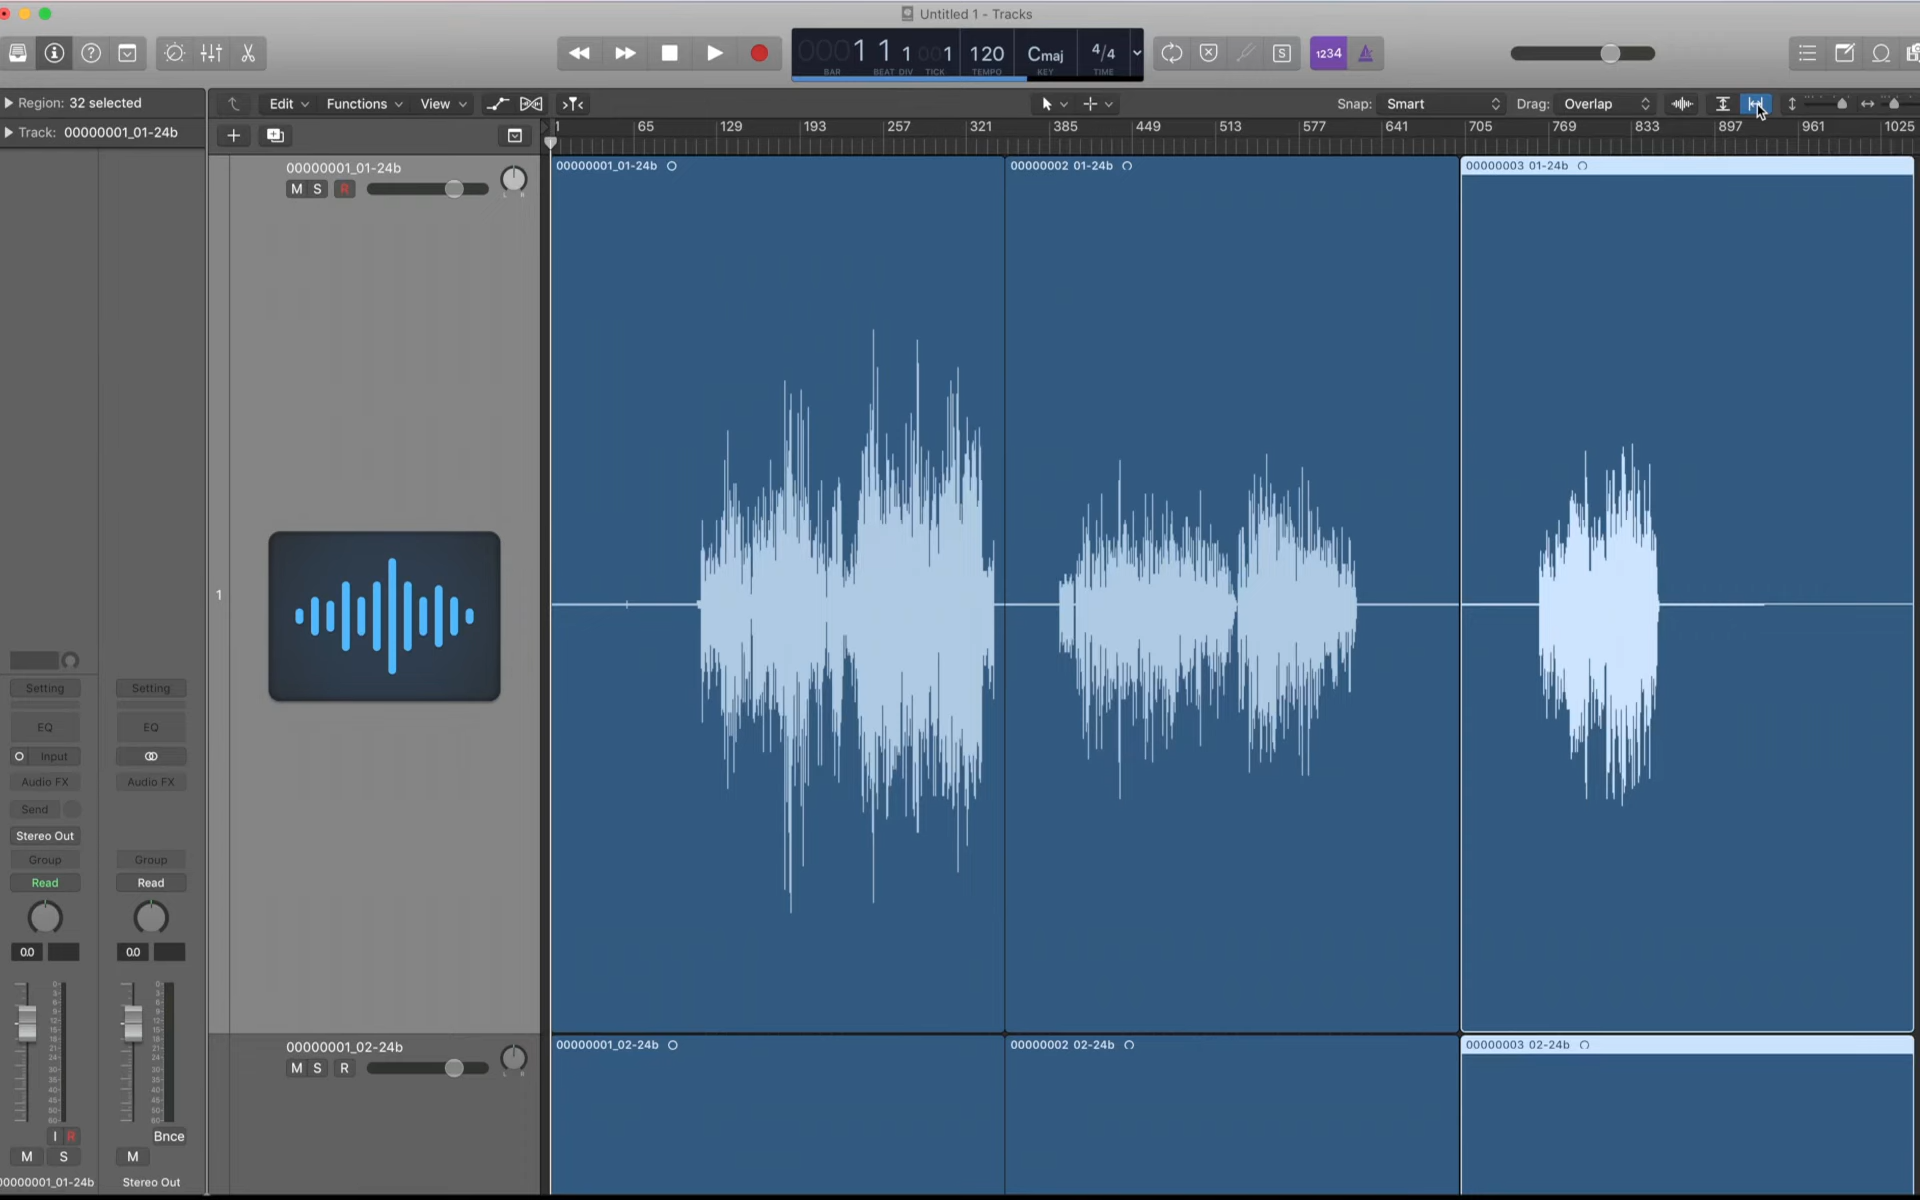 Untitled 1 - Tracks
0001 1 1 001 120 Cmaj 4/4
BAR BEAT DIV TICK TEMPO KEY TIME
S 1234
Region: 32 selected
Edit Functions View
Snap: Smart Drag: Overlap
Track: 00000001_01-24b
1 65 129 193 257 321 385 449 513 577 641 705 769 833 897 961 1025
00000001_01-24b
M S R
L R
00000001_01-24b
00000002 01-24b
00000003 01-24b
1
Setting Setting
EQ EQ
Input
Audio FX Audio FX
Send
Stereo Out
Group Group
Read Read
0.0 0.0
I R Bnce
M S M
00000001_01-24b Stereo Out
00000001_02-24b
M S R
L R
00000001_02-24b
00000002 02-24b
00000003 02-24b